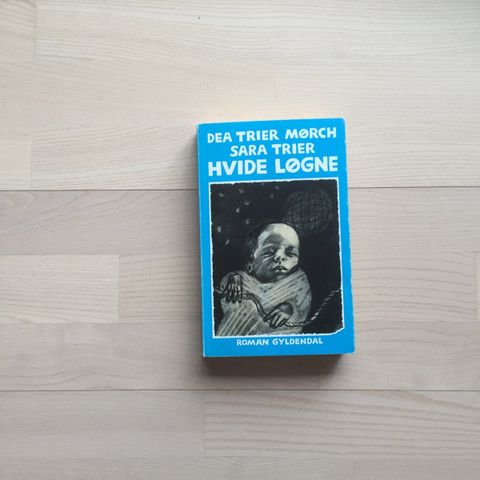 DEA TRIER MØRCH
SARA TRIER
HVIDE LØGNE
ROMAN GYLDENDAL